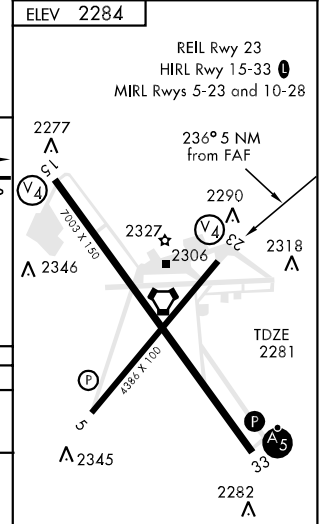 ELEV 2284
REIL Rwy 23
HIRL Rwy 15-33 L
MIRL Rwys 5-23 and 10-28
2277
236° 5 NM
from FAF
15
V4
7003 X 150
2290
2327
V4
23
2306
2318
2346
TDZE
2281
P
4386 X 100
5
P
A5
2345
33
2282